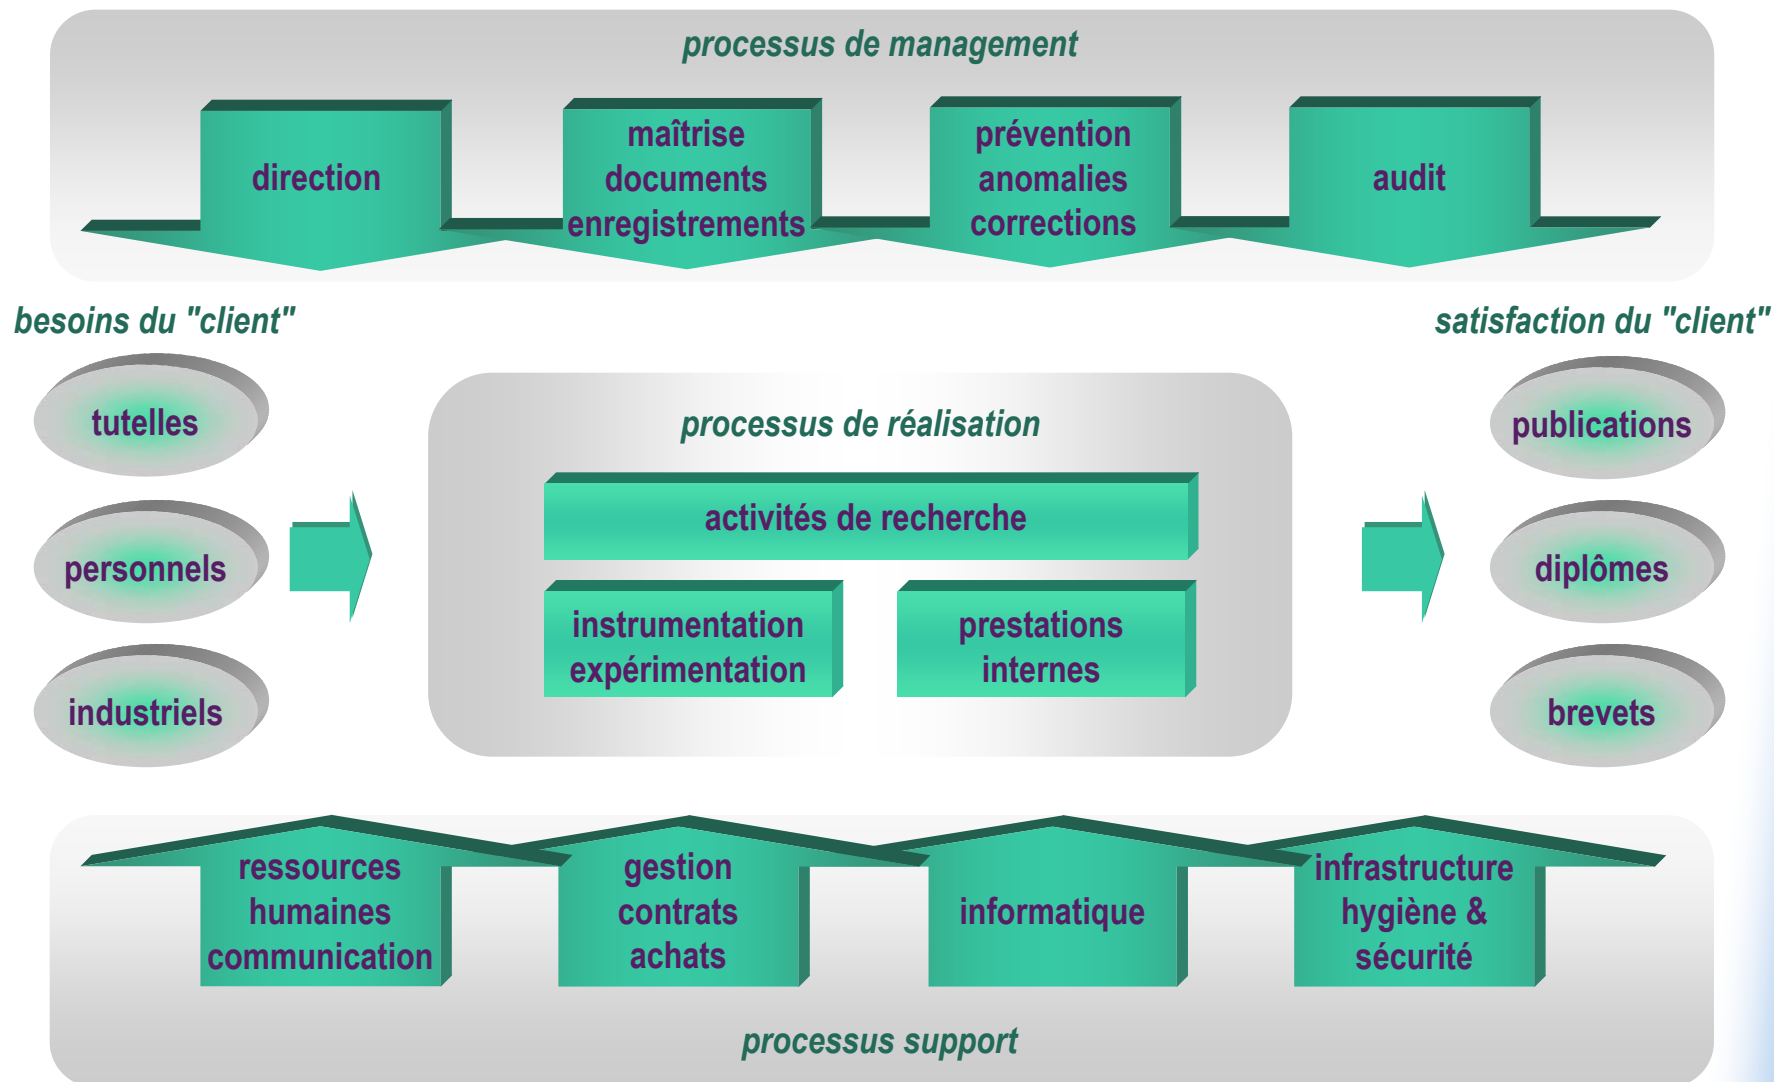 processus de management
direction
maîtrise
documents
enregistrements
prévention
anomalies
corrections
audit
besoins du "client"
satisfaction du "client"
tutelles
personnels
industriels
processus de réalisation
activités de recherche
instrumentation
expérimentation
prestations
internes
publications
diplômes
brevets
ressources
humaines
communication
gestion
contrats
achats
informatique
infrastructure
hygiène &
sécurité
processus support